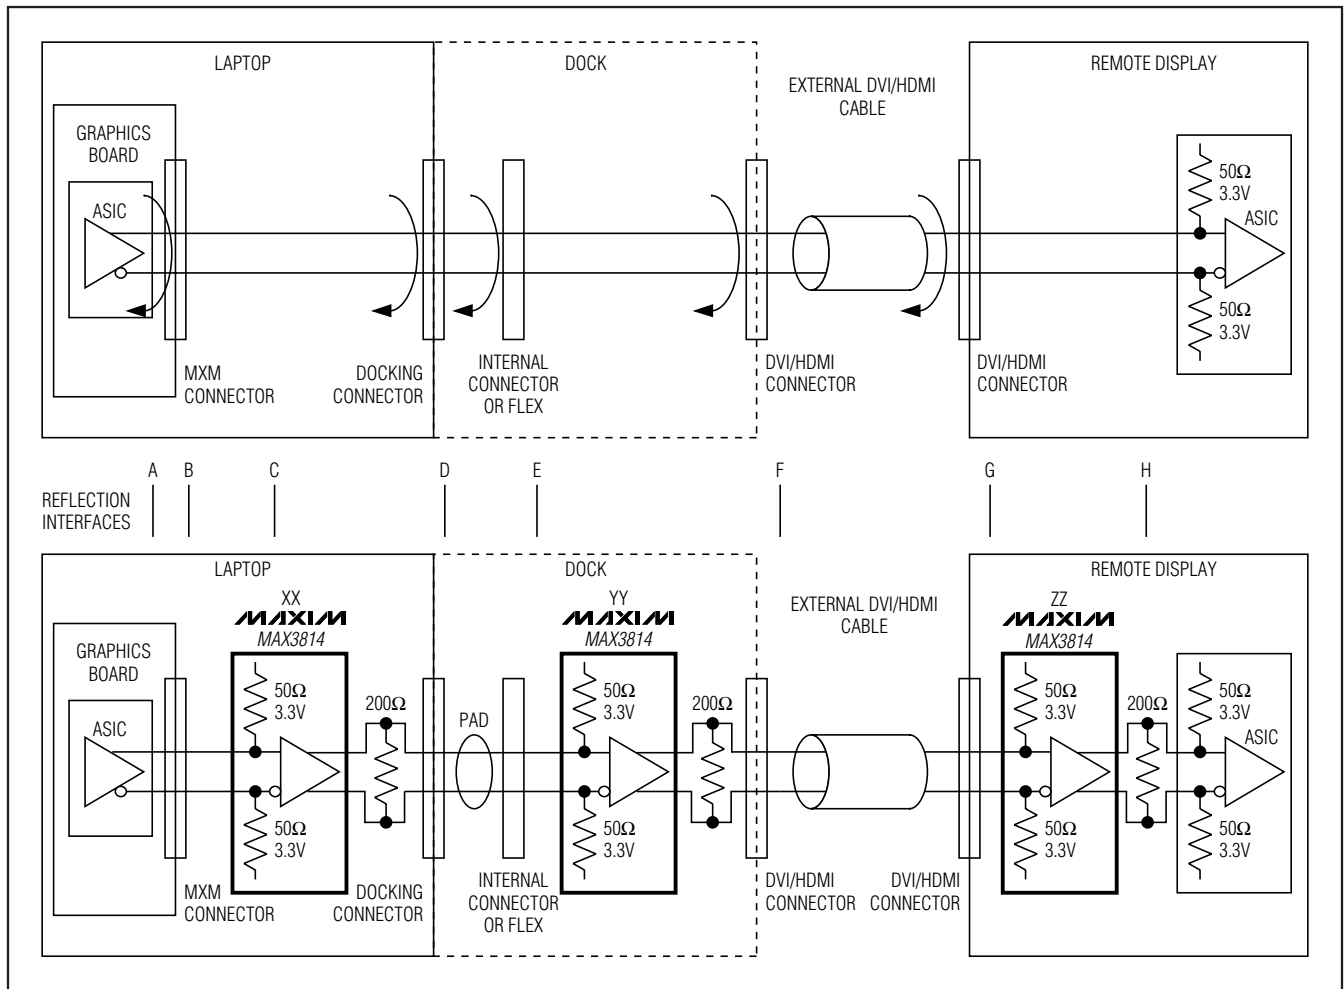 LAPTOP
DOCK
EXTERNAL DVI/HDMI
CABLE
REMOTE DISPLAY
GRAPHICS
BOARD
ASIC
50Ω
3.3V
ASIC
50Ω
3.3V
MXM
CONNECTOR
DOCKING
CONNECTOR
INTERNAL
CONNECTOR
OR FLEX
DVI/HDMI
CONNECTOR
DVI/HDMI
CONNECTOR
A B C D E F G H
REFLECTION
INTERFACES
LAPTOP
DOCK
EXTERNAL DVI/HDMI
CABLE
REMOTE DISPLAY
XX
MAXIM
MAX3814
YY
MAXIM
MAX3814
ZZ
MAXIM
MAX3814
GRAPHICS
BOARD
ASIC
50Ω
3.3V
200Ω
PAD
50Ω
3.3V
200Ω
50Ω
3.3V
200Ω
50Ω
3.3V
ASIC
50Ω
3.3V
50Ω
3.3V
50Ω
3.3V
50Ω
3.3V
MXM
CONNECTOR
DOCKING
CONNECTOR
INTERNAL
CONNECTOR
OR FLEX
DVI/HDMI
CONNECTOR
DVI/HDMI
CONNECTOR